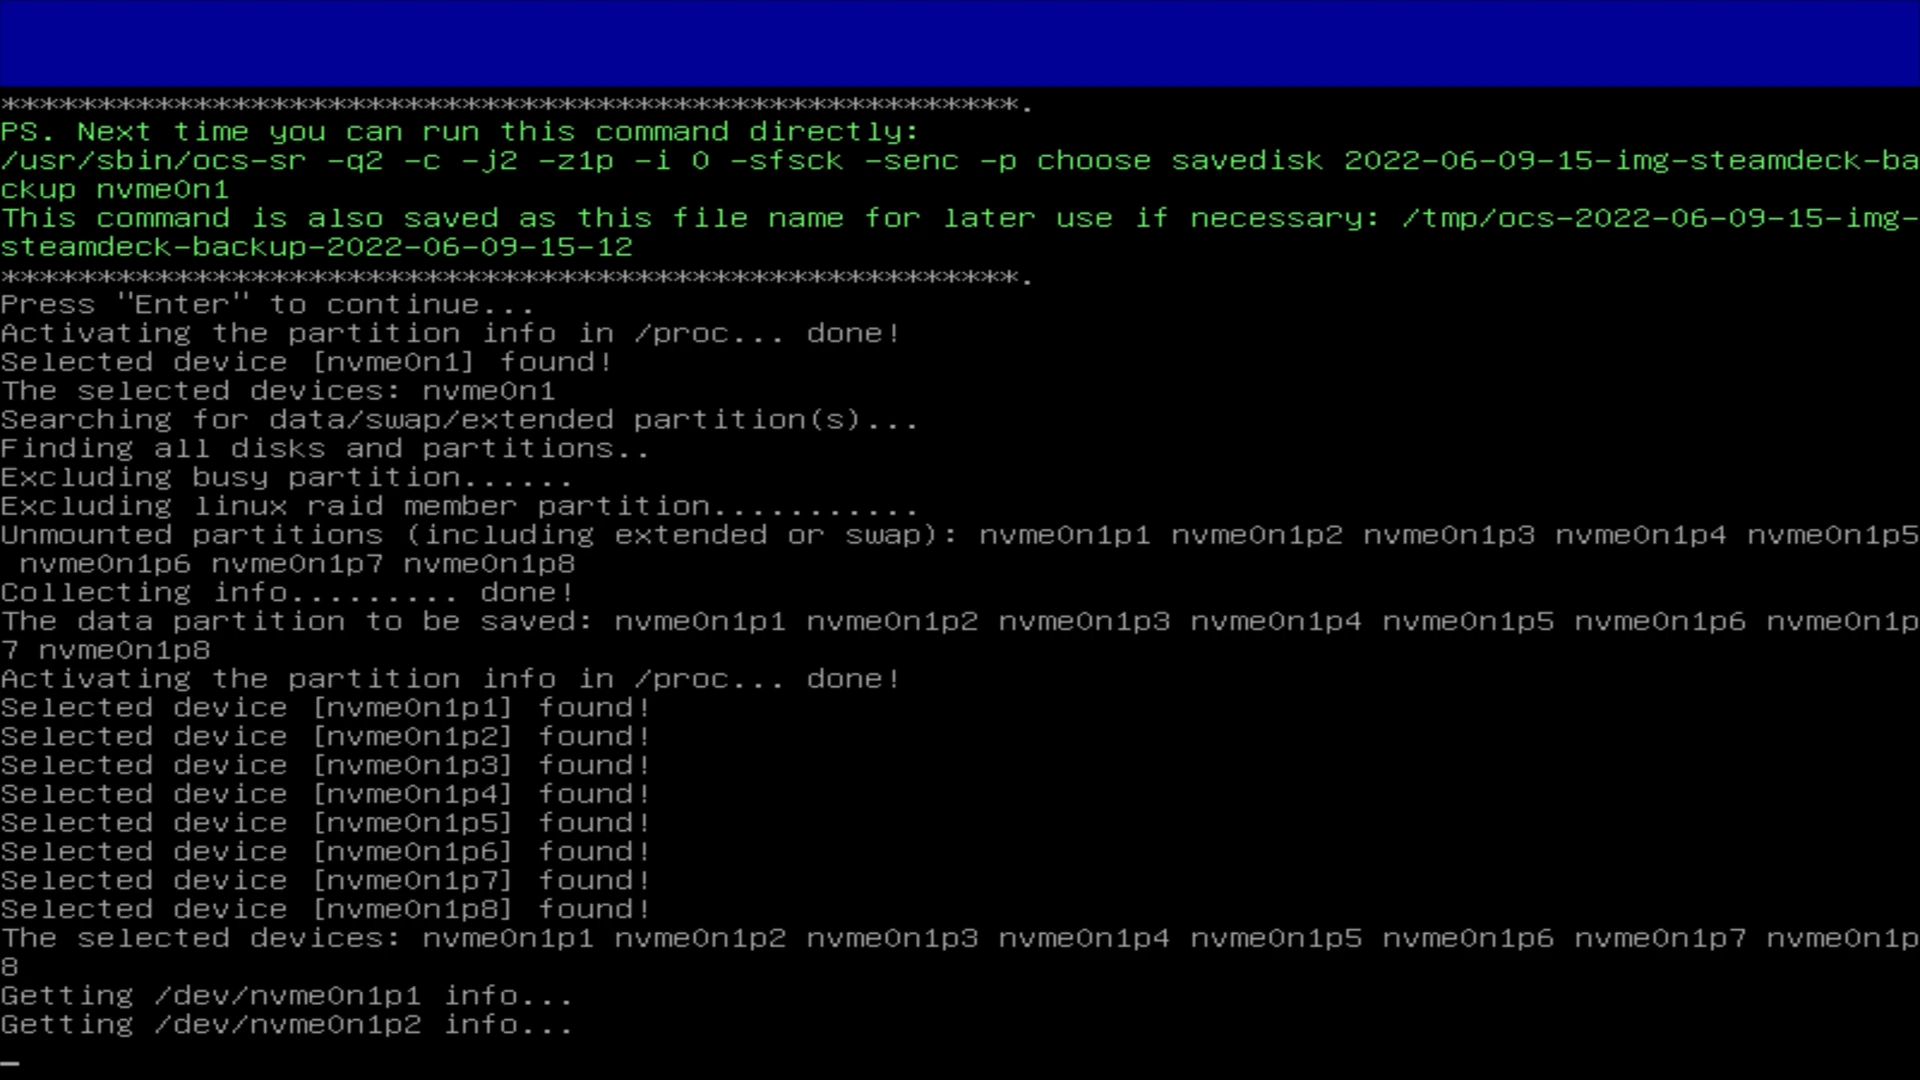 *****************************************************.
PS. Next time you can run this command directly:
/usr/sbin/ocs-sr -q2 -c -j2 -z1p -i 0 -sfsck -senc -p choose savedisk 2022-06-09-15-img-steamdeck-ba
ckup nvme0n1
This command is also saved as this file name for later use if necessary: /tmp/ocs-2022-06-09-15-img-
steamdeck-backup-2022-06-09-15-12
*****************************************************.
Press "Enter" to continue...
Activating the partition info in /proc... done!
Selected device [nvme0n1] found!
The selected devices: nvme0n1
Searching for data/swap/extended partition(s)...
Finding all disks and partitions..
Excluding busy partition......
Excluding linux raid member partition...........
Unmounted partitions (including extended or swap): nvme0n1p1 nvme0n1p2 nvme0n1p3 nvme0n1p4 nvme0n1p5
 nvme0n1p6 nvme0n1p7 nvme0n1p8
Collecting info......... done!
The data partition to be saved: nvme0n1p1 nvme0n1p2 nvme0n1p3 nvme0n1p4 nvme0n1p5 nvme0n1p6 nvme0n1p
7 nvme0n1p8
Activating the partition info in /proc... done!
Selected device [nvme0n1p1] found!
Selected device [nvme0n1p2] found!
Selected device [nvme0n1p3] found!
Selected device [nvme0n1p4] found!
Selected device [nvme0n1p5] found!
Selected device [nvme0n1p6] found!
Selected device [nvme0n1p7] found!
Selected device [nvme0n1p8] found!
The selected devices: nvme0n1p1 nvme0n1p2 nvme0n1p3 nvme0n1p4 nvme0n1p5 nvme0n1p6 nvme0n1p7 nvme0n1p
8
Getting /dev/nvme0n1p1 info...
Getting /dev/nvme0n1p2 info...
_